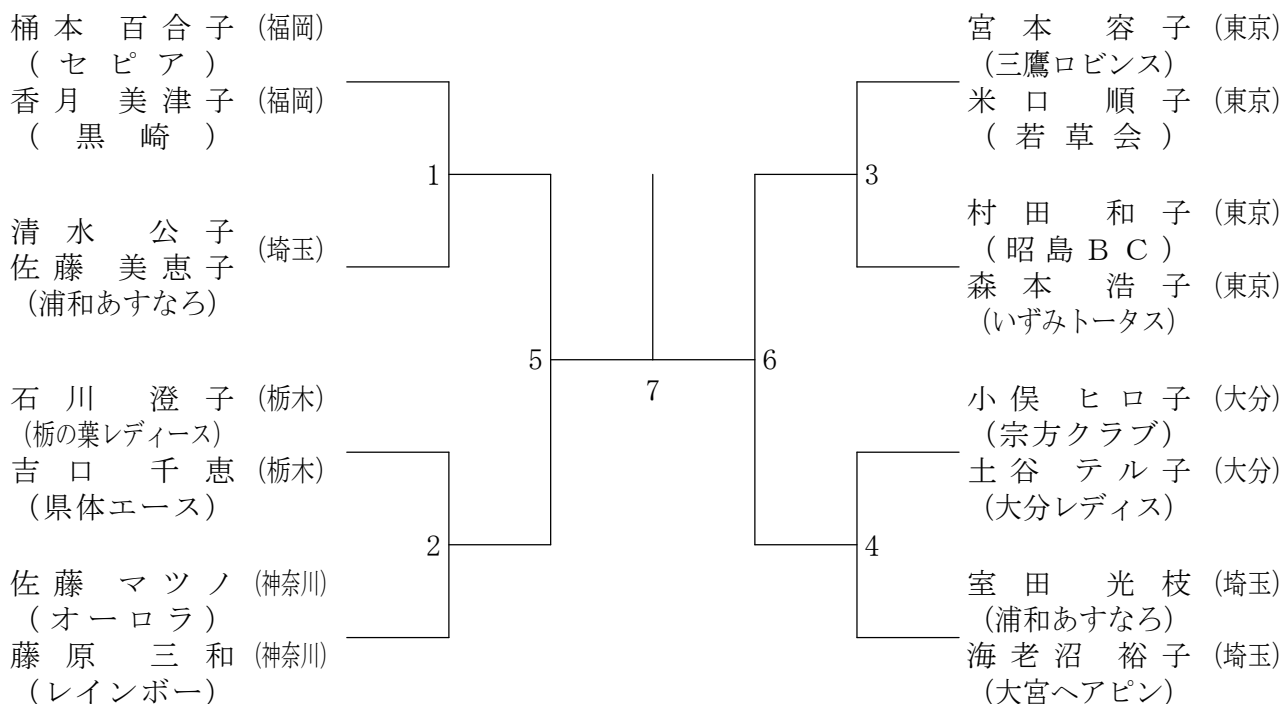 桶本 百合子 (福岡)
(セピア)
香月 美津子 (福岡)
(黒崎)
1
清水 公子
佐藤 美恵子 (埼玉)
(浦和あすなろ)
5
石川 澄子 (栃木)
(栃の葉レディース)
吉口 千恵 (栃木)
(県体エース)
2
佐藤 マツノ (神奈川)
(オーロラ)
藤原 三和 (神奈川)
(レインボー)
7
宮本 容子 (東京)
(三鷹ロビンス)
米口 順子 (東京)
(若草会)
3
村田 和子 (東京)
(昭島BC)
森本 浩子 (東京)
(いずみトータス)
6
小俣 ヒロ子 (大分)
(宗方クラブ)
土谷 テル子 (大分)
(大分レディス)
4
室田 光枝 (埼玉)
(浦和あすなろ)
海老沼 裕子 (埼玉)
(大宮ヘアピン)